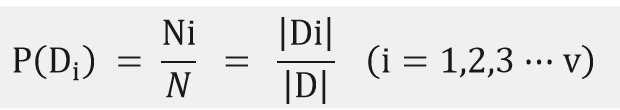 P(Dᵢ) = Ni/N = |Di|/|D| (i = 1,2,3 ⋯ v)